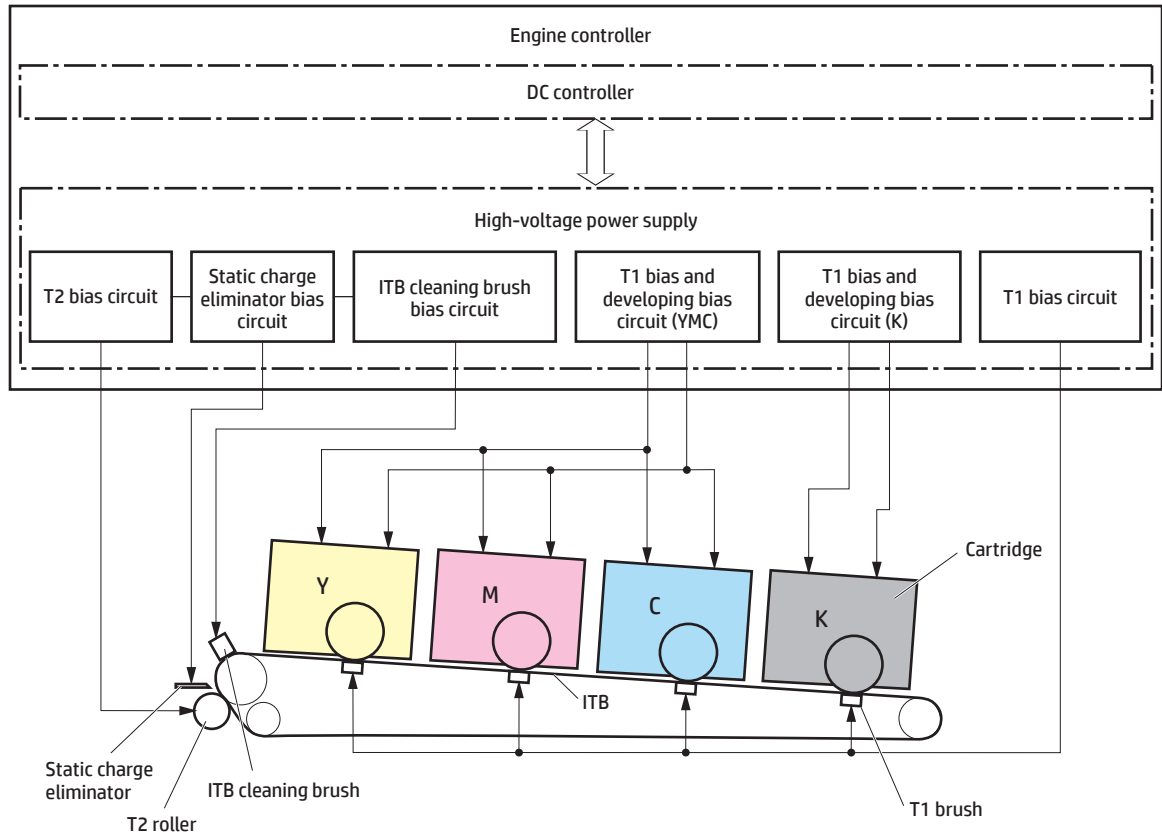 Engine controller
DC controller
High-voltage power supply
T2 bias circuit
Static charge
eliminator bias
circuit
ITB cleaning brush
bias circuit
T1 bias and
developing bias
circuit (YMC)
T1 bias and
developing bias
circuit (K)
T1 bias circuit
Cartridge
Y
M
C
K
ITB
Static charge
eliminator
ITB cleaning brush
T2 roller
T1 brush